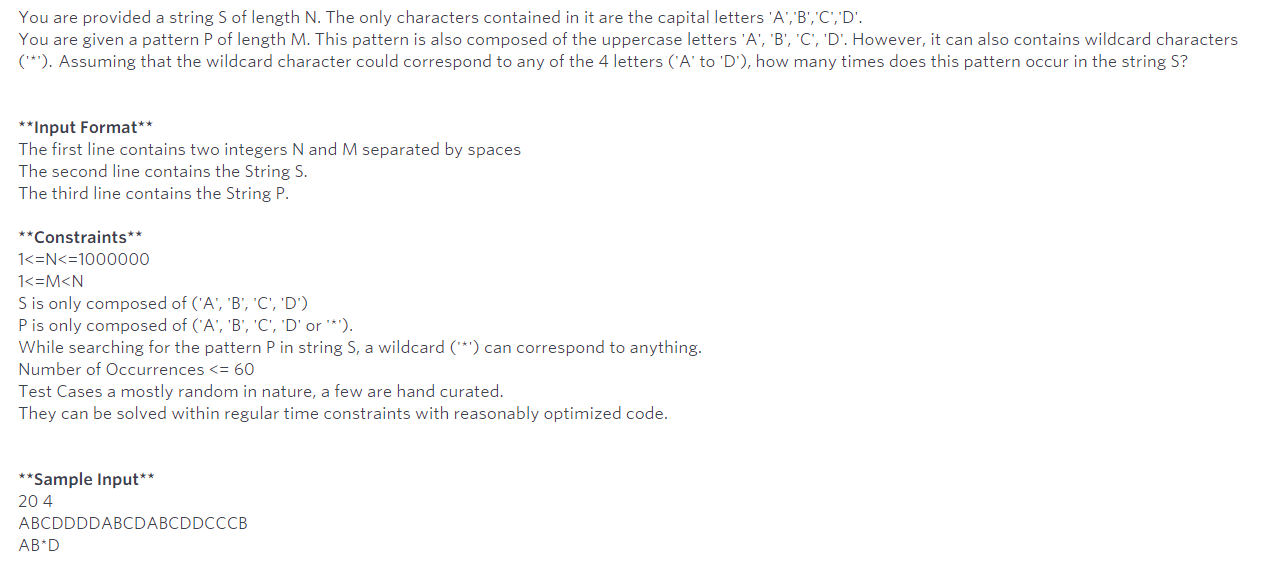 You are provided a string S of length N. The only characters contained in it are the capital letters 'A','B','C','D'.
You are given a pattern P of length M. This pattern is also composed of the uppercase letters 'A', 'B', 'C', 'D'. However, it can also contains wildcard characters
('*'). Assuming that the wildcard character could correspond to any of the 4 letters ('A' to 'D'), how many times does this pattern occur in the string S?
**Input Format**
The first line contains two integers N and M separated by spaces
The second line contains the String S.
The third line contains the String P.
**Constraints**
1<=N<=1000000
1<=M<N
S is only composed of ('A', 'B', 'C', 'D')
P is only composed of ('A', 'B', 'C', 'D' or '*').
While searching for the pattern P in string S, a wildcard ('*') can correspond to anything.
Number of Occurrences <= 60
Test Cases a mostly random in nature, a few are hand curated.
They can be solved within regular time constraints with reasonably optimized code.
**Sample Input**
20 4
ABCDDDDABCDABCDDCCCB
AB*D